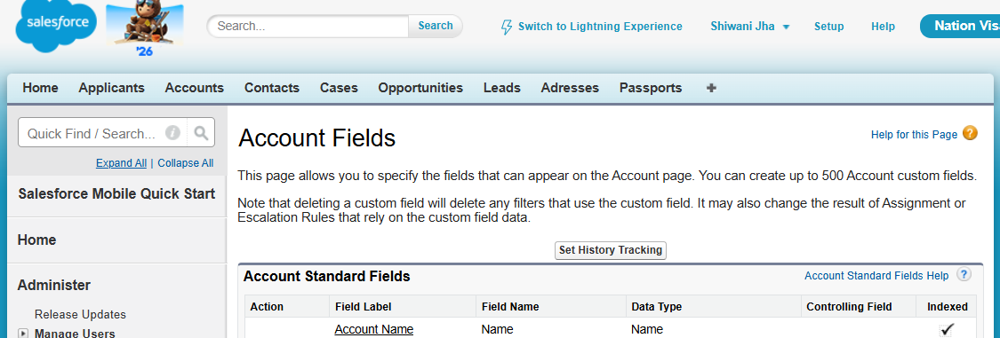 salesforce
'26
Search... Search
Switch to Lightning Experience Shiwani Jha Setup Help Nation Vis
Home Applicants Accounts Contacts Cases Opportunities Leads Adresses Passports
Quick Find / Search...
Expand All | Collapse All
Salesforce Mobile Quick Start
Home
Administer
Release Updates
Manage Users
Account Fields
Help for this Page ?
This page allows you to specify the fields that can appear on the Account page. You can create up to 500 Account custom fields.
Note that deleting a custom field will delete any filters that use the custom field. It may also change the result of Assignment or
Escalation Rules that rely on the custom field data.
Set History Tracking
Account Standard Fields
Account Standard Fields Help ?
Action Field Label Field Name Data Type Controlling Field Indexed
Account Name Name Name